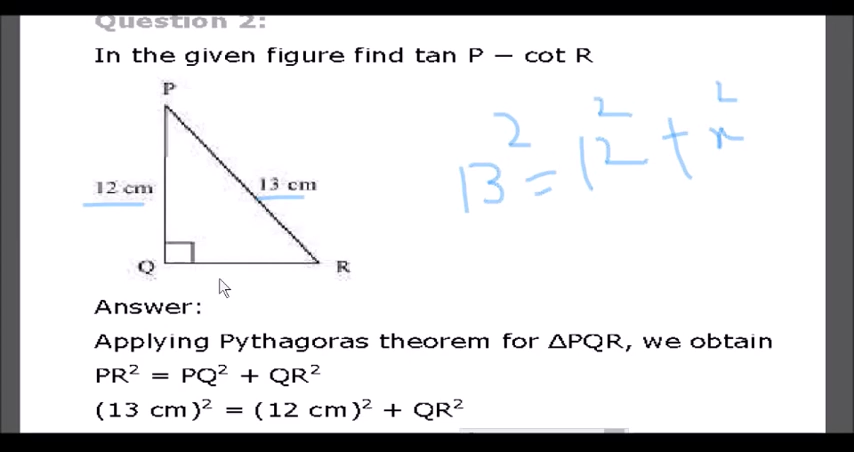 Question 2:
In the given figure find tan P − cot R
P
13² = 12² + x²
12 cm
13 cm
Q
R
Answer:
Applying Pythagoras theorem for ΔPQR, we obtain
PR² = PQ² + QR²
(13 cm)² = (12 cm)² + QR²